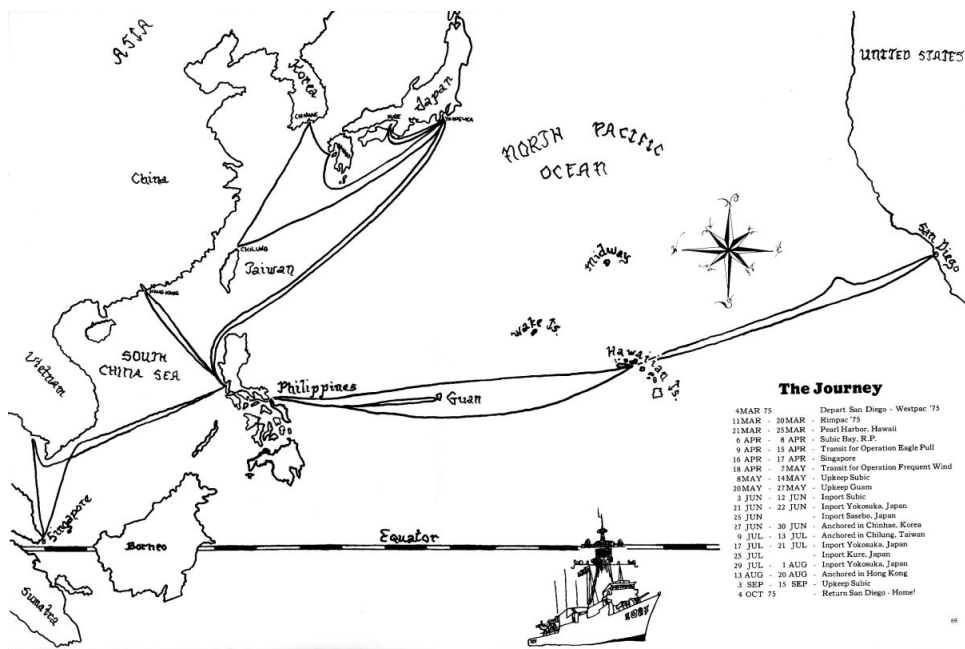 ASIA
UNITED STATES
Korea
Japan
CHINHAE
KURE
YOKOSUKA
NORTH PACIFIC
OCEAN
China
San Diego
CHILUNG
Taiwan
Midway
HONG KONG
Wake Is.
Vietnam
SOUTH
CHINA SEA
Hawaiian Is.
Philippines
Guan
The Journey
4MAR 75 Depart San Diego - Westpac '75
11MAR - 20MAR - Rimpac '75
21MAR - 25MAR - Pearl Harbor, Hawaii
6 APR - 8 APR - Subic Bay, R.P.
9 APR - 15 APR - Transit for Operation Eagle Pull
16 APR - 17 APR - Singapore
18 APR - 7MAY - Transit for Operation Frequent Wind
8MAY - 14MAY - Upkeep Subic
20MAY - 27MAY - Upkeep Guam
3 JUN - 12 JUN - Inport Subic
21 JUN - 22 JUN - Inport Yokosuka, Japan
25 JUN - Inport Sasebo, Japan
27 JUN - 30 JUN - Anchored in Chinhae, Korea
9 JUL - 13 JUL - Anchored in Chilung, Taiwan
17 JUL - 21 JUL - Inport Yokosuka, Japan
25 JUL - Inport Kure, Japan
29 JUL - 1 AUG - Inport Yokosuka, Japan
13 AUG - 20 AUG - Anchored in Hong Kong
3 SEP - 15 SEP - Upkeep Subic
4 OCT 75 - Return San Diego - Home!
Singapore
Borneo
Equator
Sumatra
69